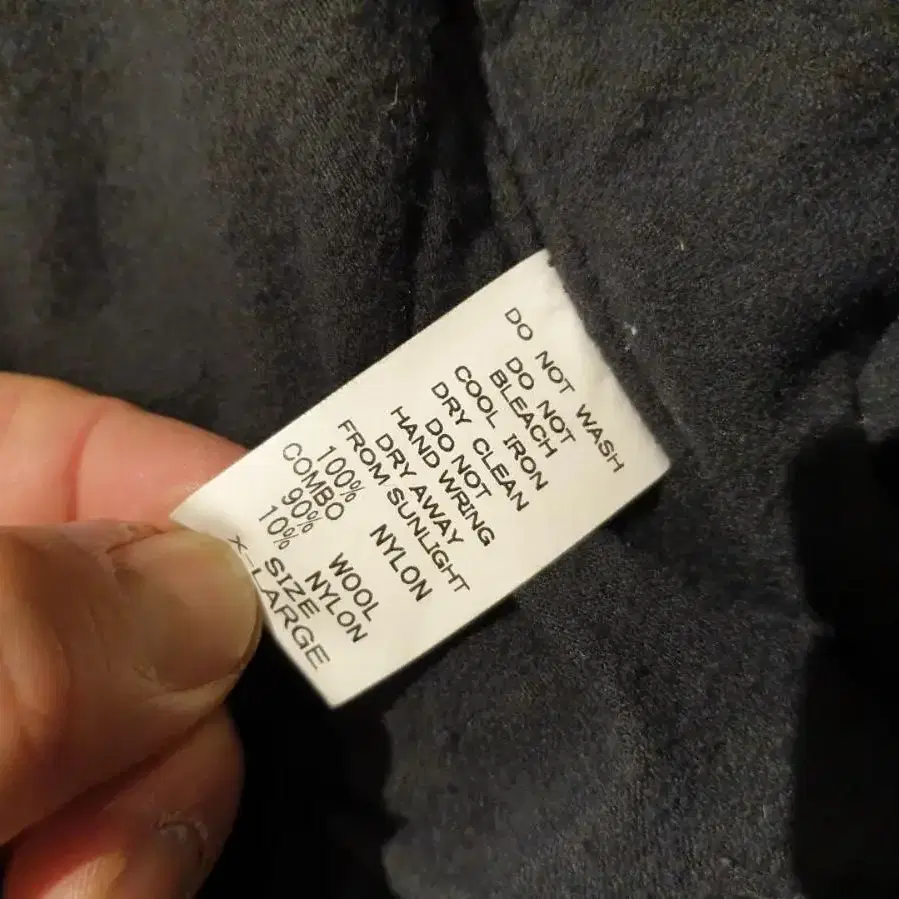 DO NOT WASH
DO NOT
BLEACH
COOL IRON
DRY CLEAN
DO NOT
HAND WRING
DRY AWAY
FROM SUNLIGHT
100% NYLON
COMBO
90% WOOL
10% NYLON
SIZE
X-LARGE